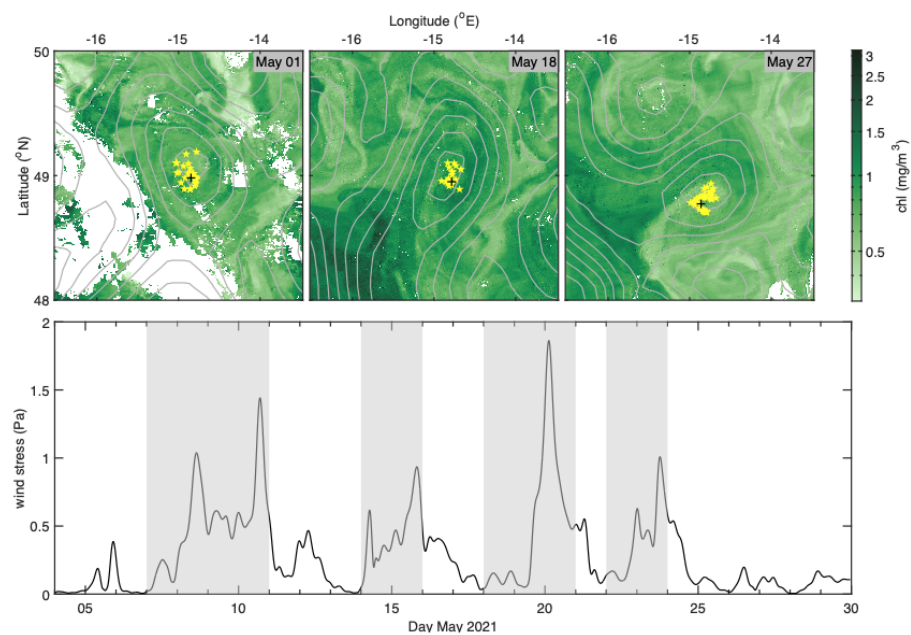 Longitude (°E)
-16 -15 -14 -16 -15 -14 -16 -15 -14
50 May 01 May 18 May 27 3
2.5
2
Latitude (°N) 1.5
49 1 chl (mg/m³)
0.5
48
2
1.5
wind stress (Pa)
1
0.5
0
05 10 15 20 25 30
Day May 2021